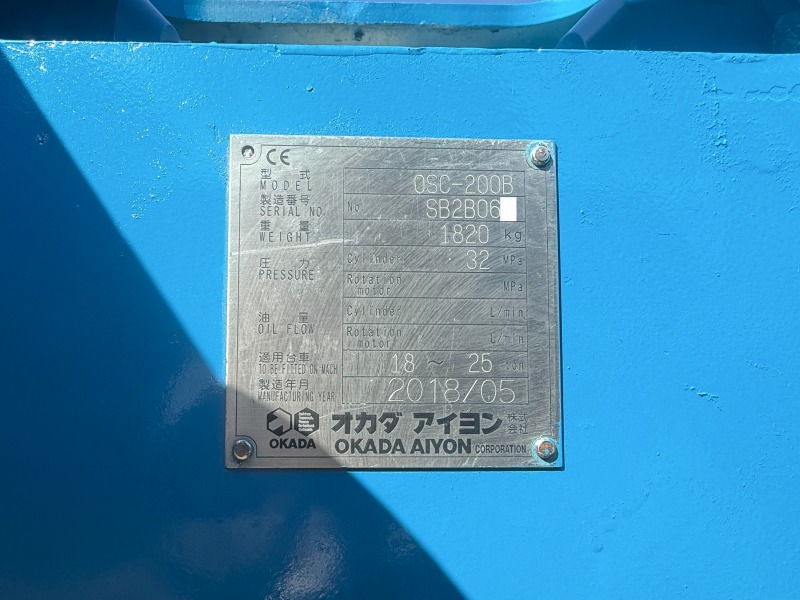 CE
型式 OSC-200B
MODEL
製造番号 No SB2B06
SERIAL NO.
重量 1820 kg
WEIGHT
圧力 Cylinder 32 MPa
PRESSURE
Rotation motor MPa
油量 Cylinder L/min
OIL FLOW
Rotation motor L/min
適用台車 18 ～ 25 ton
TO BE FITTED ON MACH
製造年月 2018/05
MANUFACTURING YEAR
オカダ アイヨン 株式会社
OKADA OKADA AIYON CORPORATION